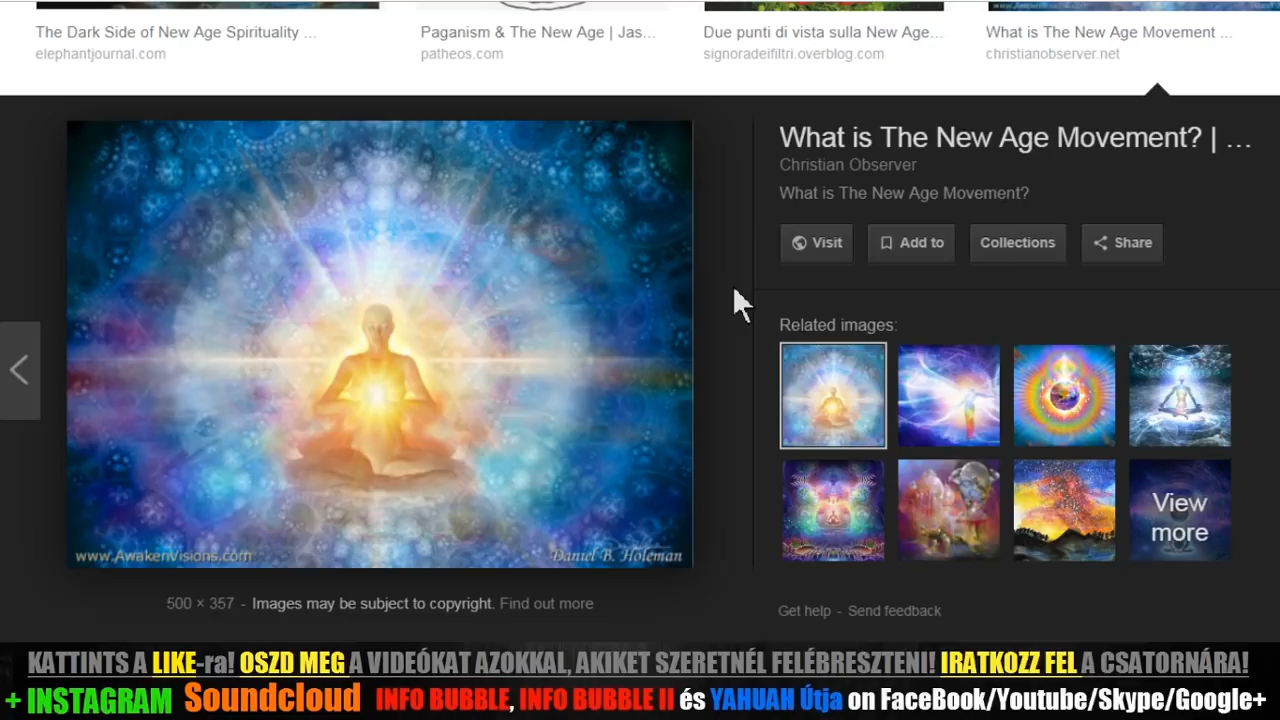 The Dark Side of New Age Spirituality ...
elephantjournal.com
Paganism & The New Age | Jas...
patheos.com
Due punti di vista sulla New Age...
signoradeifiltri.overblog.com
What is The New Age Movement ...
christianobserver.net
www.AwakenVisions.com
Daniel B. Holeman
500 × 357 - Images may be subject to copyright. Find out more
What is The New Age Movement? | ...
Christian Observer
What is The New Age Movement?
Visit
Add to
Collections
Share
Related images:
View
more
Get help - Send feedback
KATTINTS A LIKE-ra! OSZD MEG A VIDEÓKAT AZOKKAL, AKIKET SZERETNÉL FELÉBRESZTENI! IRATKOZZ FEL A CSATORNÁRA!
+ INSTAGRAM Soundcloud INFO BUBBLE, INFO BUBBLE II és YAHUAH Útja on FaceBook/Youtube/Skype/Google+